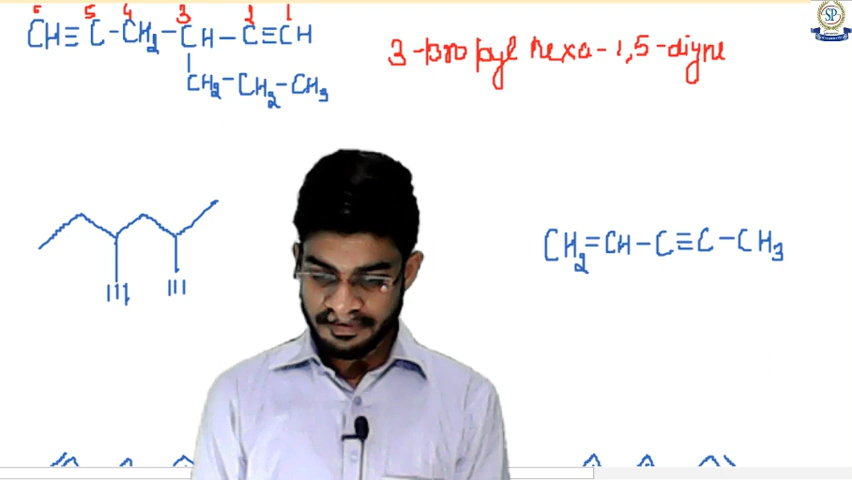 6 5 4 3 2 1
CH≡C-CH₂-CH-C≡CH
CH₂-CH₂-CH₃
3-propyl hexa-1,5-diyne
CH₂=CH-C≡C-CH₃
SP